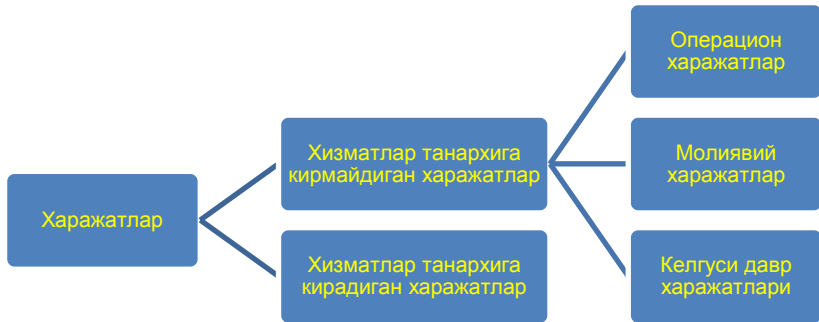 Харажатлар
Хизматлар танархига
кирмайдиган харажатлар
Хизматлар танархига
кирадиган харажатлар
Операцион
харажатлар
Молиявий
харажатлар
Келгуси давр
харажатлари